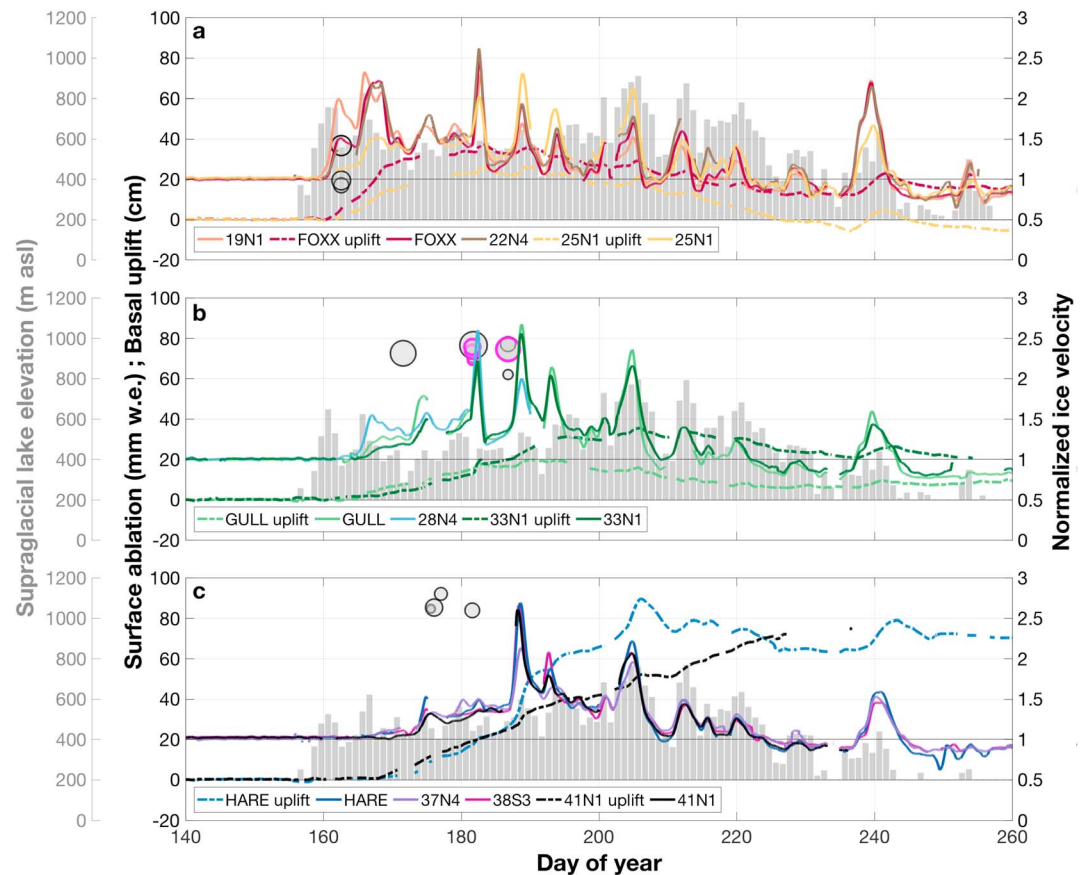 Supraglacial lake elevation (m asl)
Surface ablation (mm w.e.) ; Basal uplift (cm)
Normalized ice velocity
a
1200 100 3
1000 80 2.5
800 60 2
600 40 1.5
400 20 1
200 0 0.5
0 -20 0
19N1 FOXX uplift FOXX 22N4 25N1 uplift 25N1
b
1200 100 3
1000 80 2.5
800 60 2
600 40 1.5
400 20 1
200 0 0.5
0 -20 0
GULL uplift GULL 28N4 33N1 uplift 33N1
c
1200 100 3
1000 80 2.5
800 60 2
600 40 1.5
400 20 1
200 0 0.5
0 -20 0
HARE uplift HARE 37N4 38S3 41N1 uplift 41N1
140 160 180 200 220 240 260
Day of year